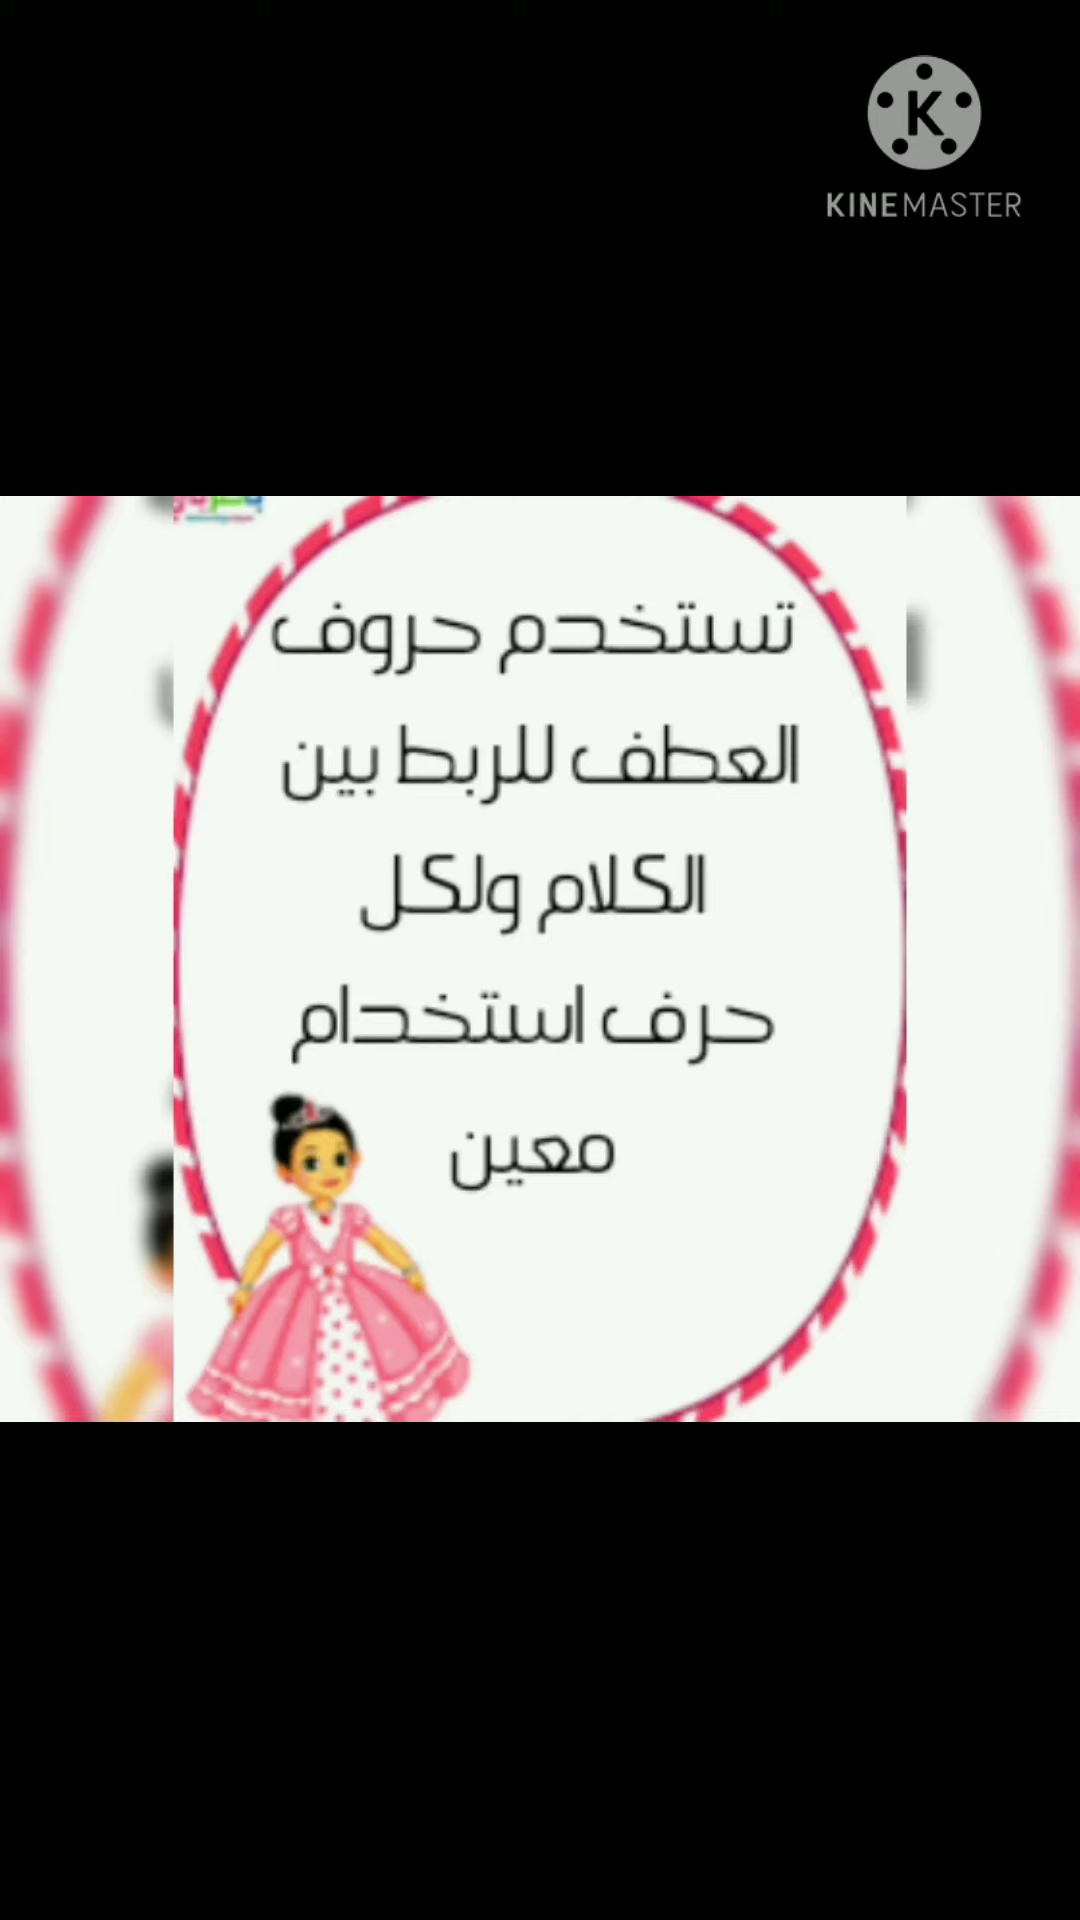 KINEMASTER
تستخدم حروف
العطف للربط بين
الكلام ولكل
حرف استخدام
معين